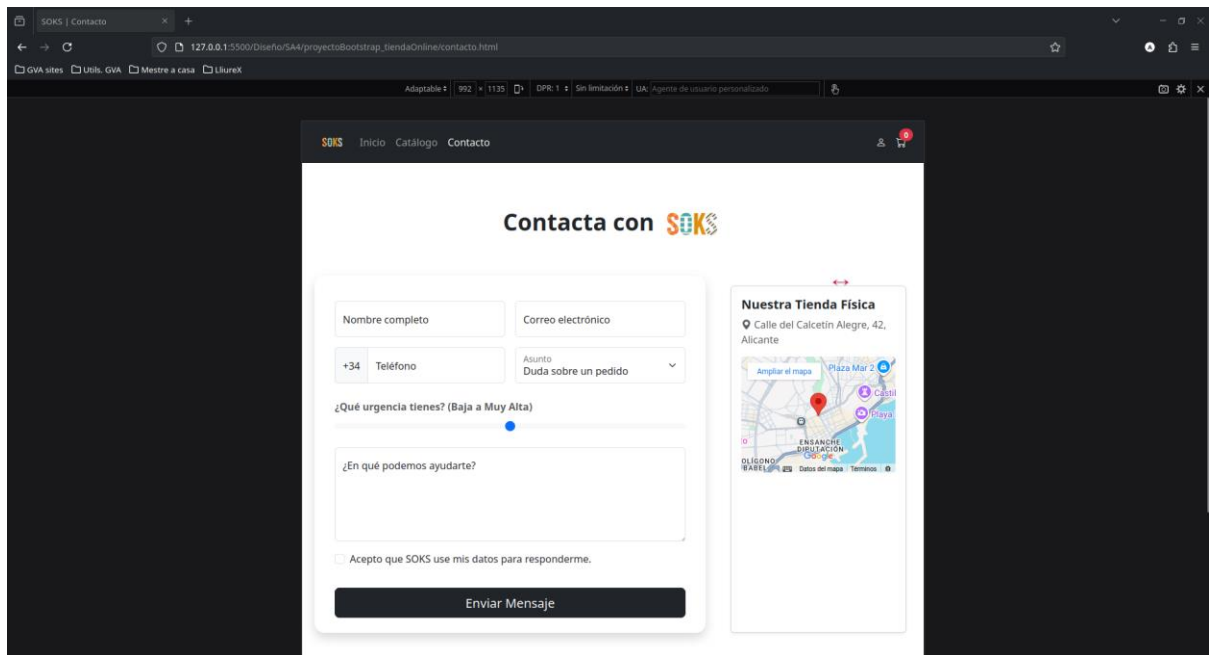 SOKS | Contacto
127.0.0.1:5500/Diseño/SA4/proyectoBootstrap_tiendaOnline/contacto.html
GVA sites Utils. GVA Mestre a casa LliureX
Adaptable 992 × 1135 DPR: 1 Sin limitación UA: Agente de usuario personalizado
SOKS Inicio Catálogo Contacto 0
Contacta con SOKS
Nombre completo Correo electrónico
+34 Teléfono Asunto
Duda sobre un pedido
¿Qué urgencia tienes? (Baja a Muy Alta)
¿En qué podemos ayudarte?
Acepto que SOKS use mis datos para responderme.
Enviar Mensaje
Nuestra Tienda Física
Calle del Calcetín Alegre, 42,
Alicante
Ampliar el mapa Plaza Mar 2
Castil
Playa
ENSANCHE
DIPUTACIÓN
Google
OLÍGONO
BABEL
Datos del mapa Términos